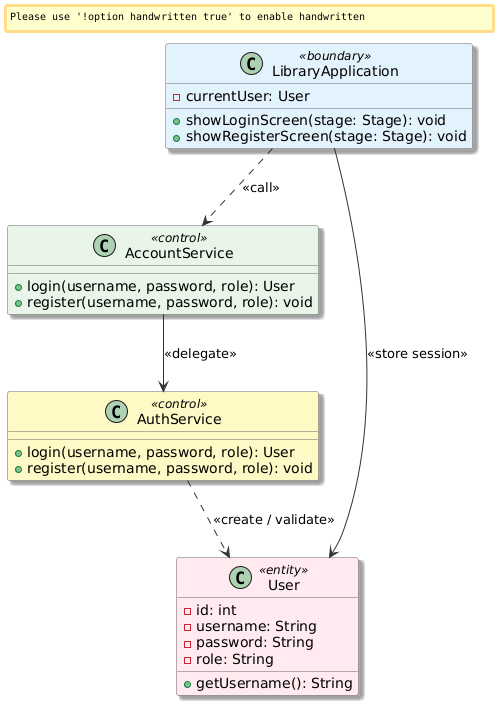 Please use '!option handwritten true' to enable handwritten
C «boundary» LibraryApplication
currentUser: User
showLoginScreen(stage: Stage): void
showRegisterScreen(stage: Stage): void
«call»
C «control» AccountService
login(username, password, role): User
register(username, password, role): void
«delegate»
«store session»
C «control» AuthService
login(username, password, role): User
register(username, password, role): void
«create / validate»
C «entity» User
id: int
username: String
password: String
role: String
getUsername(): String